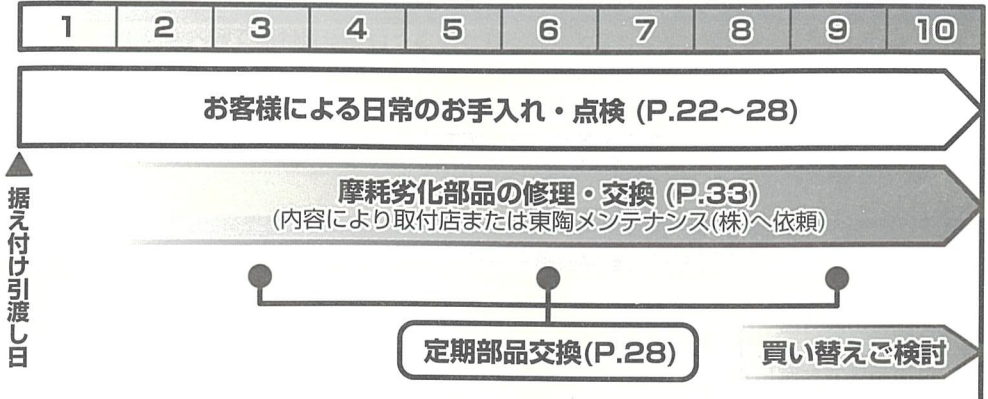 1 2 3 4 5 6 7 8 9 10
お客様による日常のお手入れ・点検 (P.22～28)
据え付け引渡し日
摩耗劣化部品の修理・交換 (P.33)
(内容により取付店または東陶メンテナンス(株)へ依頼)
定期部品交換(P.28)
買い替えご検討